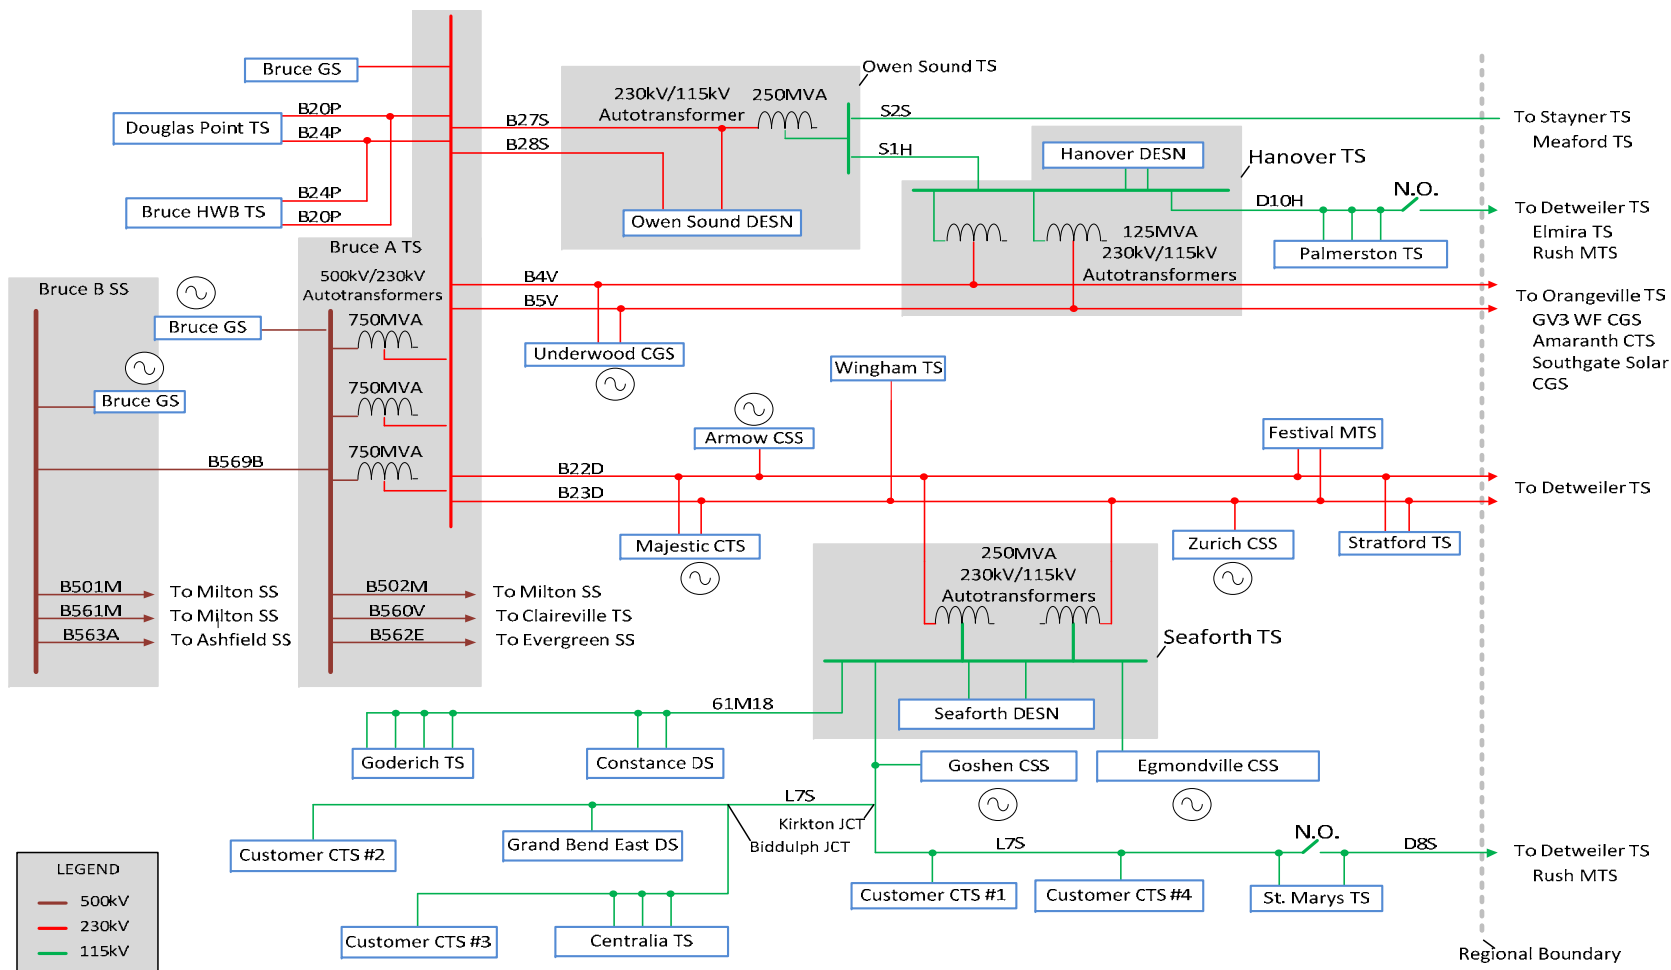 Bruce GS
Owen Sound TS
230kV/115kV
Autotransformer
250MVA
B20P
Douglas Point TS
B24P
B27S
B28S
S2S
To Stayner TS
Meaford TS
S1H
Hanover DESN
Hanover TS
B24P
Bruce HWB TS
B20P
Owen Sound DESN
N.O.
D10H
To Detweiler TS
Elmira TS
Rush MTS
125MVA
230kV/115kV
Autotransformers
Palmerston TS
Bruce A TS
500kV/230kV
Autotransformers
Bruce B SS
B4V
B5V
To Orangeville TS
GV3 WF CGS
Amaranth CTS
Southgate Solar
CGS
Bruce GS
750MVA
Underwood CGS
Wingham TS
Bruce GS
750MVA
Armow CSS
Festival MTS
750MVA
B569B
B22D
B23D
To Detweiler TS
Majestic CTS
Zurich CSS
Stratford TS
250MVA
230kV/115kV
Autotransformers
B501M
To Milton SS
B561M
To Milton SS
B563A
To Ashfield SS
B502M
To Milton SS
B560V
To Claireville TS
B562E
To Evergreen SS
Seaforth TS
61M18
Seaforth DESN
Goderich TS
Constance DS
Goshen CSS
Egmondville CSS
L7S
Kirkton JCT
Biddulph JCT
Grand Bend East DS
Customer CTS #2
L7S
N.O.
D8S
To Detweiler TS
Rush MTS
Customer CTS #1
Customer CTS #4
St. Marys TS
Customer CTS #3
Centralia TS
LEGEND
500kV
230kV
115kV
Regional Boundary